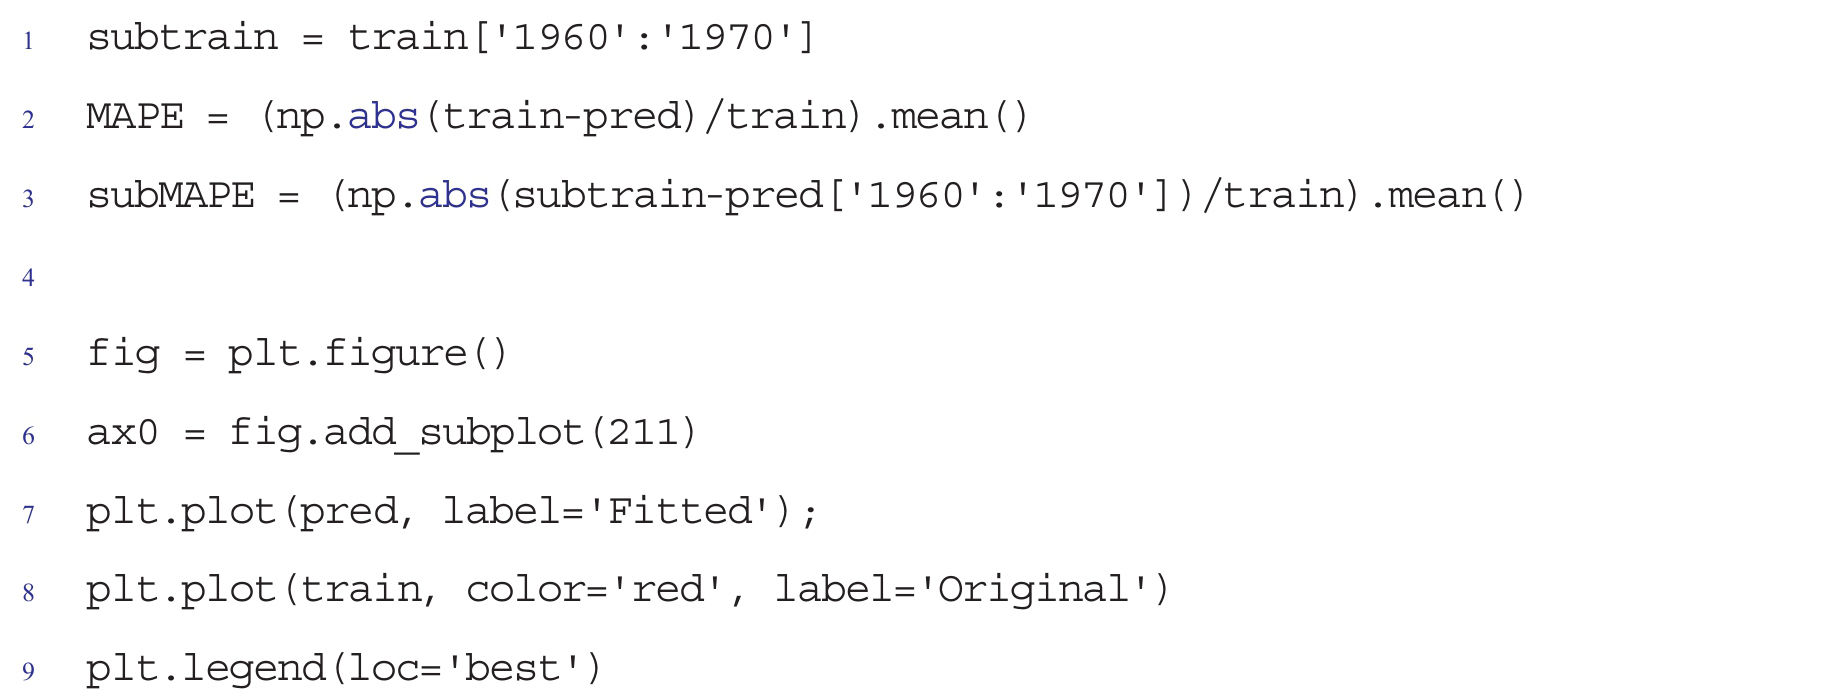 1 subtrain = train['1960':'1970']
2 MAPE = (np.abs(train-pred)/train).mean()
3 subMAPE = (np.abs(subtrain-pred['1960':'1970'])/train).mean()
4
5 fig = plt.figure()
6 ax0 = fig.add_subplot(211)
7 plt.plot(pred, label='Fitted');
8 plt.plot(train, color='red', label='Original')
9 plt.legend(loc='best')